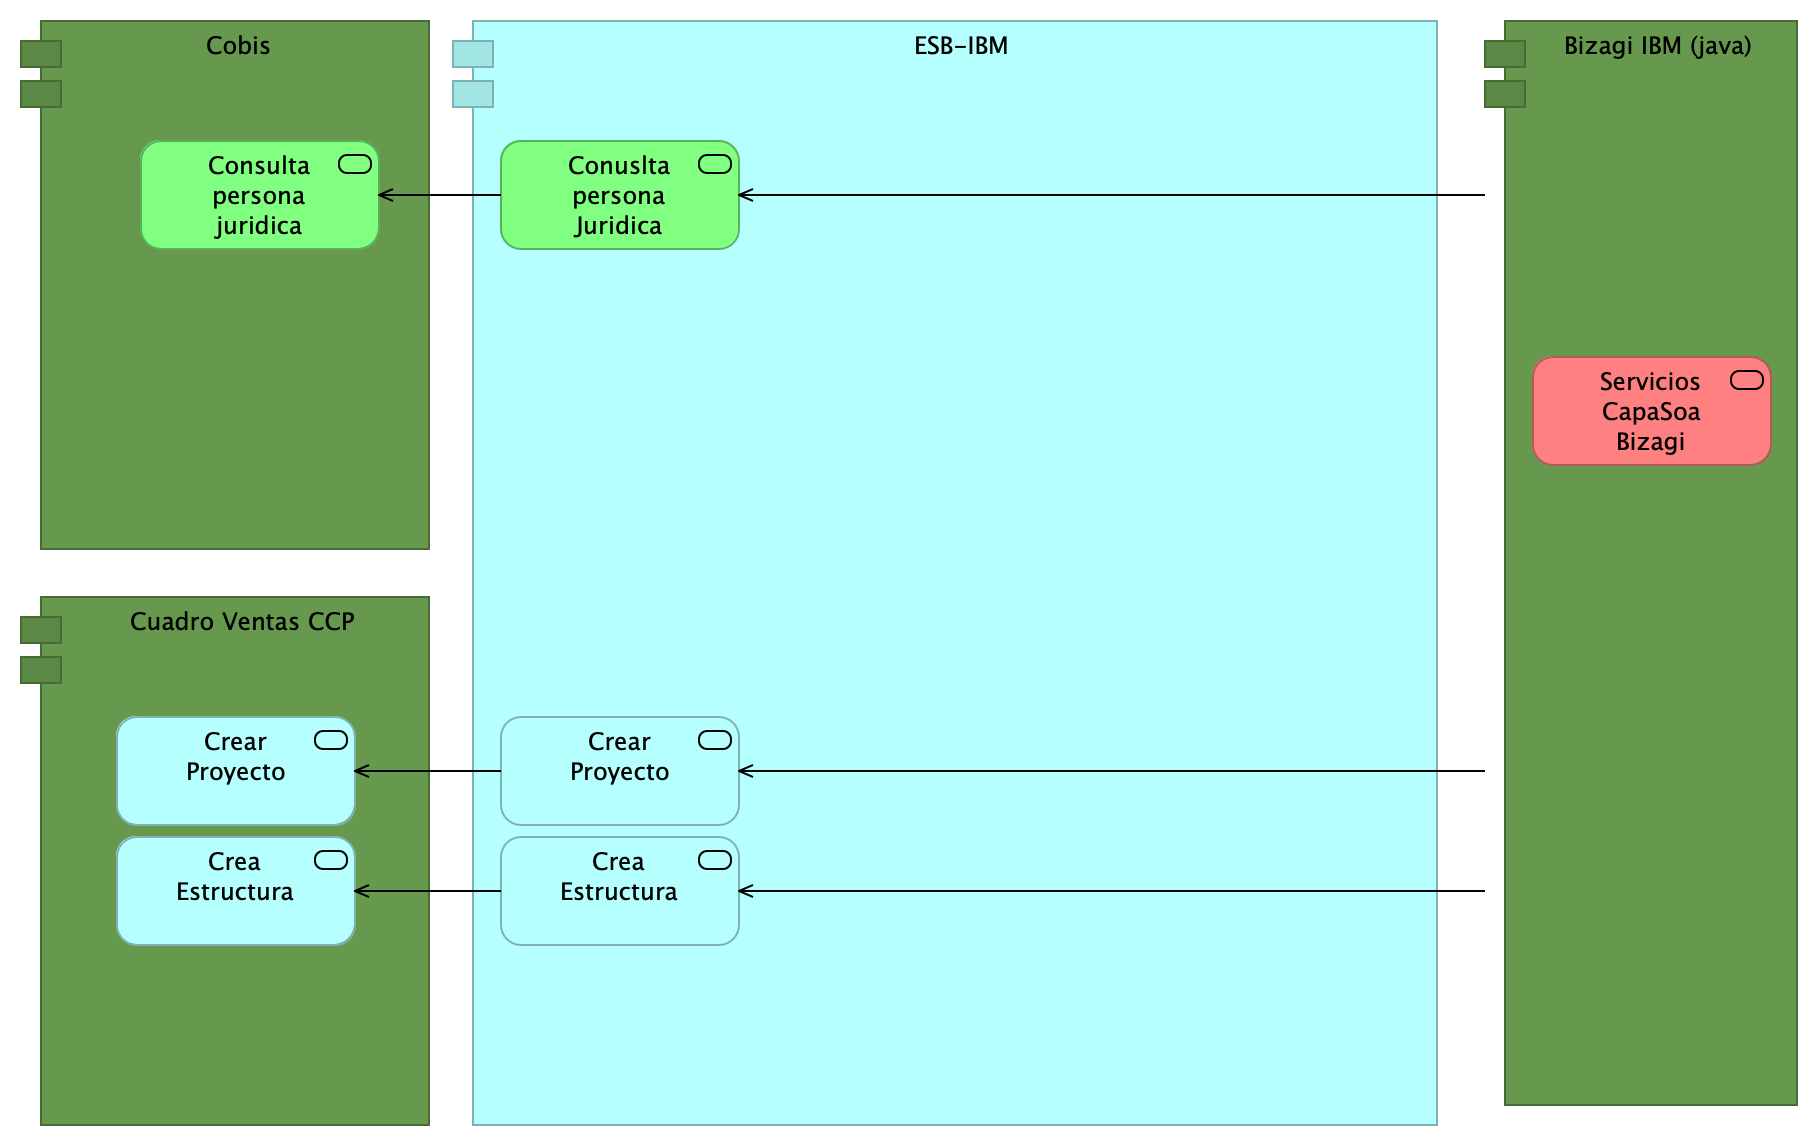 Cobis
ESB-IBM
Bizagi IBM (java)
Consulta
persona
juridica
Conuslta
persona
Juridica
Servicios
CapaSoa
Bizagi
Cuadro Ventas CCP
Crear
Proyecto
Crear
Proyecto
Crea
Estructura
Crea
Estructura